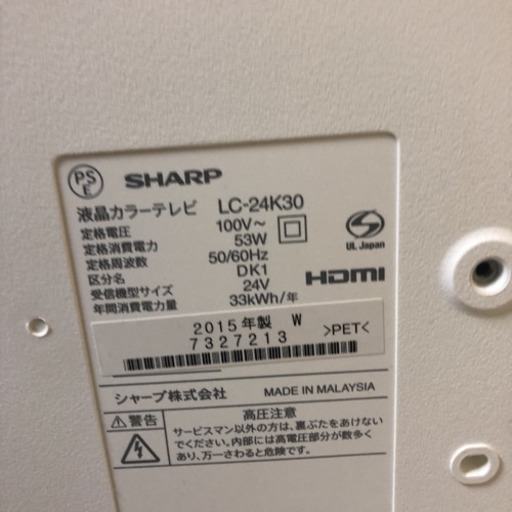 PS E
SHARP
液晶カラーテレビ LC-24K30
定格電圧 100V～
定格消費電力 53W
定格周波数 50/60Hz
区分名 DK1
受信機型サイズ 24V
年間消費電力量 33kWh/年
S
UL Japan
HDMI
2015年製 W
7327213
>PET<
シャープ株式会社 MADE IN MALAYSIA
⚠警告
高圧注意
サービスマン以外の方は、裏ぶたをあけない
でください。内部には高電圧部分が数多く
あり、万一さわると危険です。